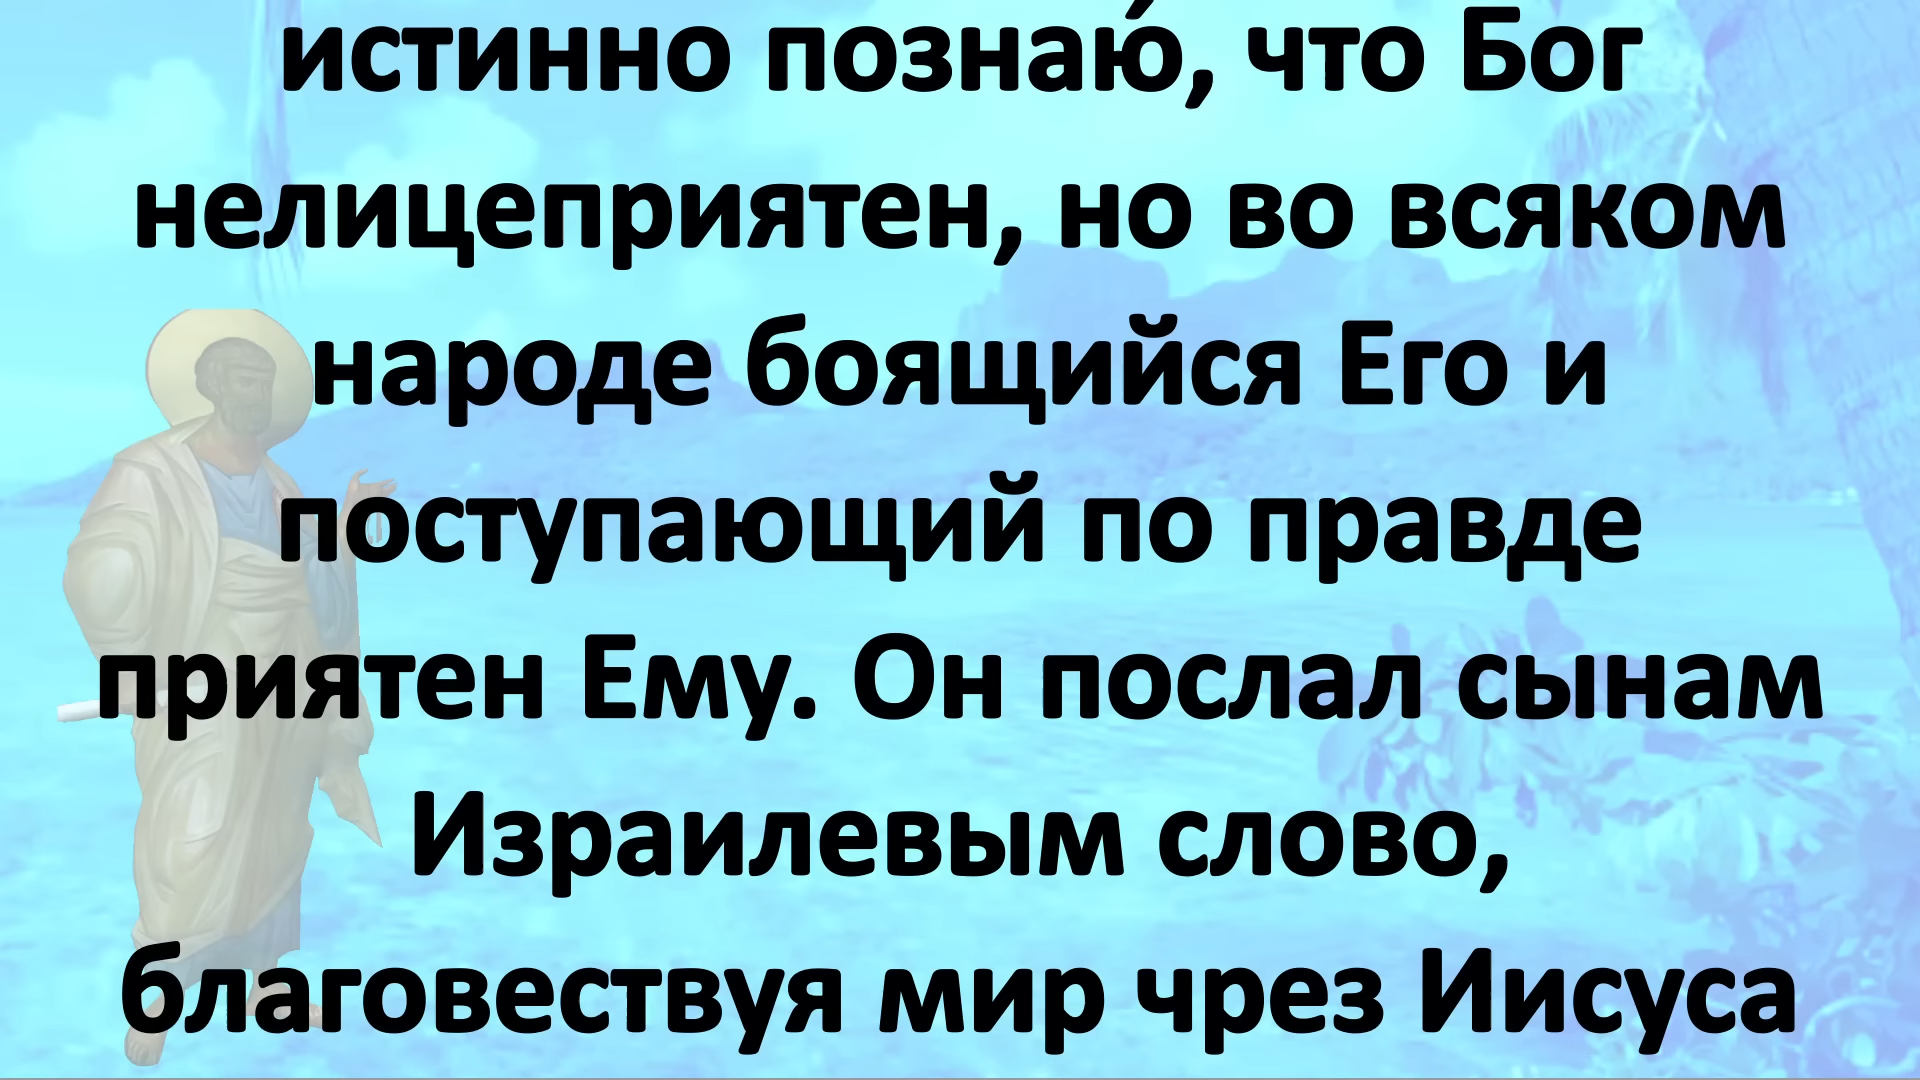 истинно познаю́, что Бог
нелицеприятен, но во всяком
народе боящийся Его и
поступающий по правде
приятен Ему. Он послал сынам
Израилевым слово,
благовествуя мир чрез Иисуса